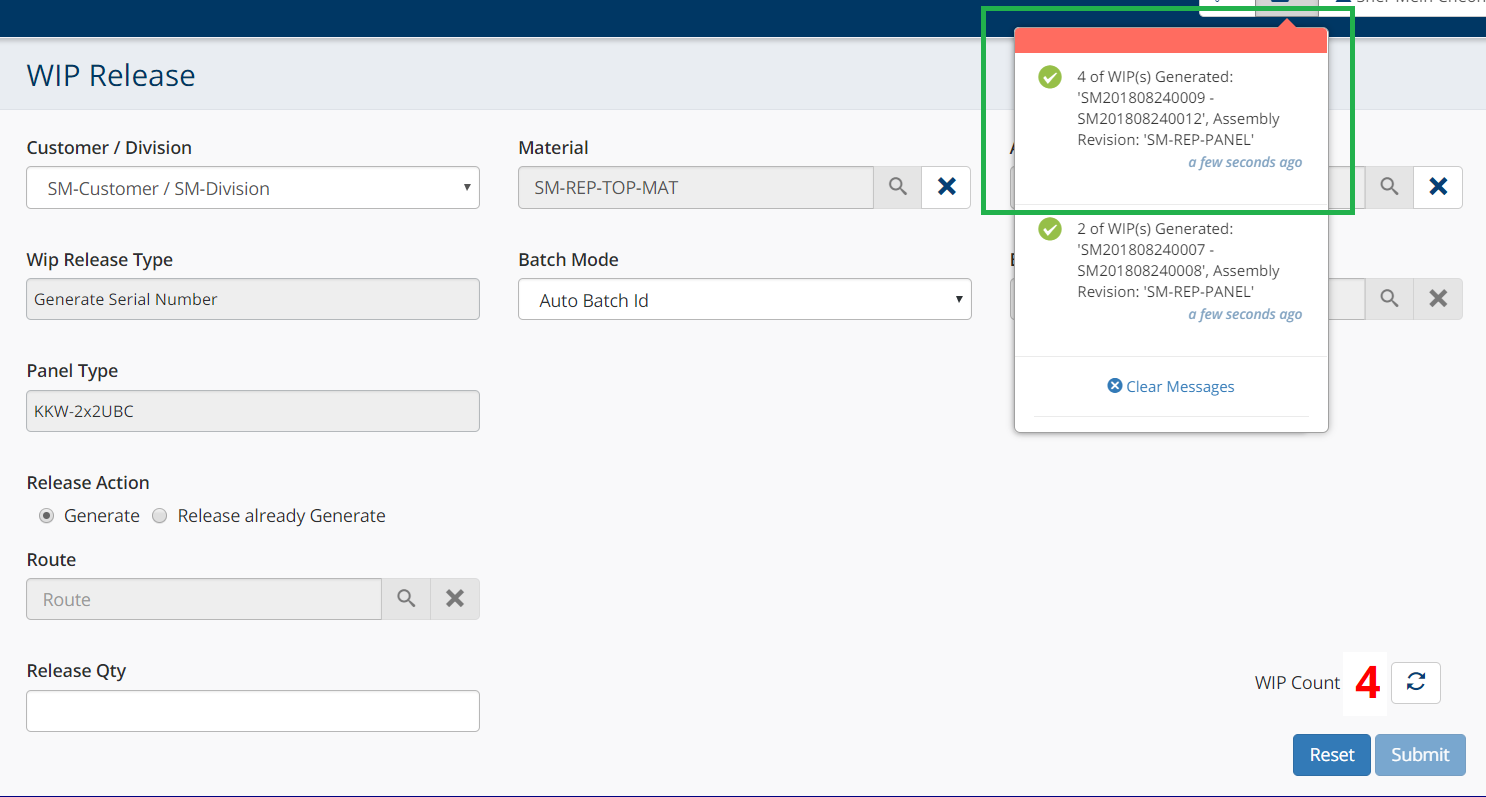 WIP Release
4 of WIP(s) Generated:
'SM201808240009 -
SM201808240012', Assembly
Revision: 'SM-REP-PANEL'
a few seconds ago
2 of WIP(s) Generated:
'SM201808240007 -
SM201808240008', Assembly
Revision: 'SM-REP-PANEL'
a few seconds ago
Clear Messages
Customer / Division
SM-Customer / SM-Division
Material
SM-REP-TOP-MAT
Wip Release Type
Generate Serial Number
Batch Mode
Auto Batch Id
Panel Type
KKW-2x2UBC
Release Action
Generate
Release already Generate
Route
Route
Release Qty
WIP Count 4
Reset
Submit